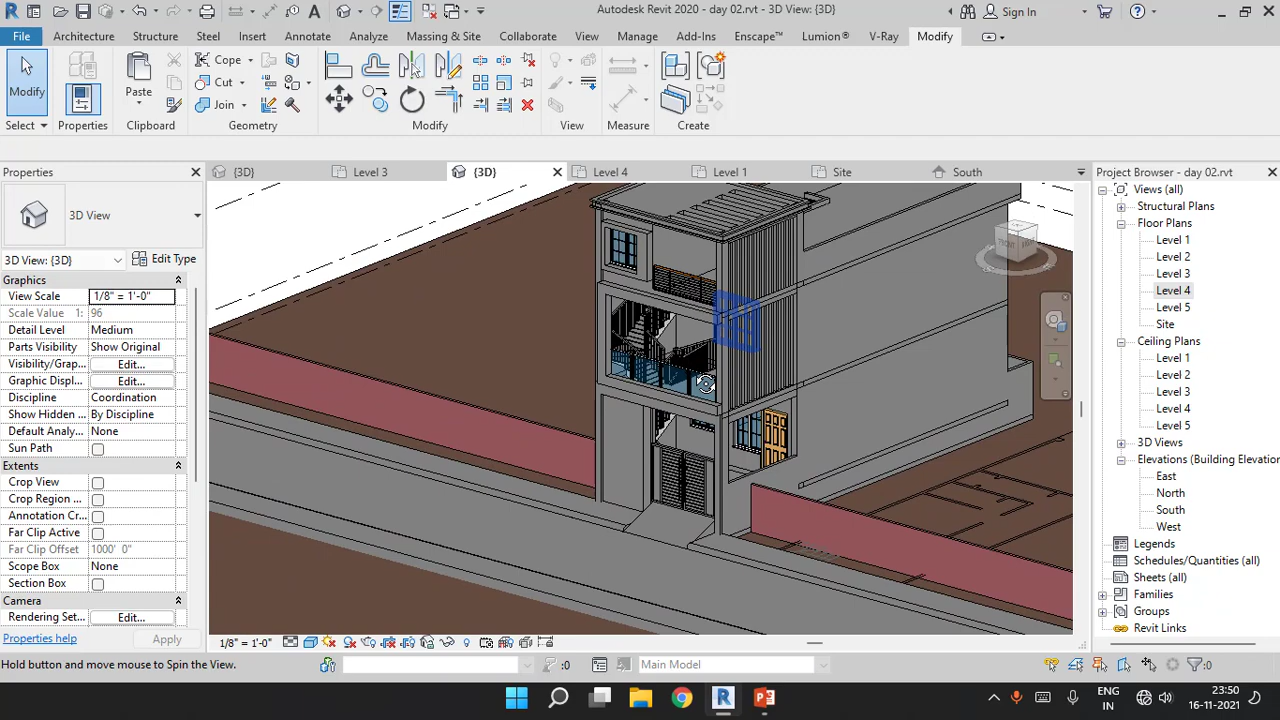 Autodesk Revit 2020 - day 02.rvt - 3D View: {3D}
Sign In
File Architecture Structure Steel Insert Annotate Analyze Massing & Site Collaborate View Manage Add-Ins Enscape™ Lumion® V-Ray Modify
Modify
Paste
Cope
Cut
Join
Select Properties Clipboard Geometry Modify View Measure Create
Properties
{3D} Level 3 {3D} Level 4 Level 1 Site South
3D View
3D View: {3D} Edit Type
Graphics
View Scale 1/8" = 1'-0"
Scale Value 1: 96
Detail Level Medium
Parts Visibility Show Original
Visibility/Grap... Edit...
Graphic Displ... Edit...
Discipline Coordination
Show Hidden ... By Discipline
Default Analy... None
Sun Path
Extents
Crop View
Crop Region ...
Annotation Cr...
Far Clip Active
Far Clip Offset 1000' 0"
Scope Box None
Section Box
Camera
Rendering Set... Edit...
Properties help Apply
Project Browser - day 02.rvt
Views (all)
Structural Plans
Floor Plans
Level 1
Level 2
Level 3
Level 4
Level 5
Site
Ceiling Plans
Level 1
Level 2
Level 3
Level 4
Level 5
3D Views
Elevations (Building Elevation
East
North
South
West
Legends
Schedules/Quantities (all)
Sheets (all)
Families
Groups
Revit Links
1/8" = 1'-0"
Hold button and move mouse to Spin the View.
:0
Main Model
:0
ENG
IN
23:50
16-11-2021